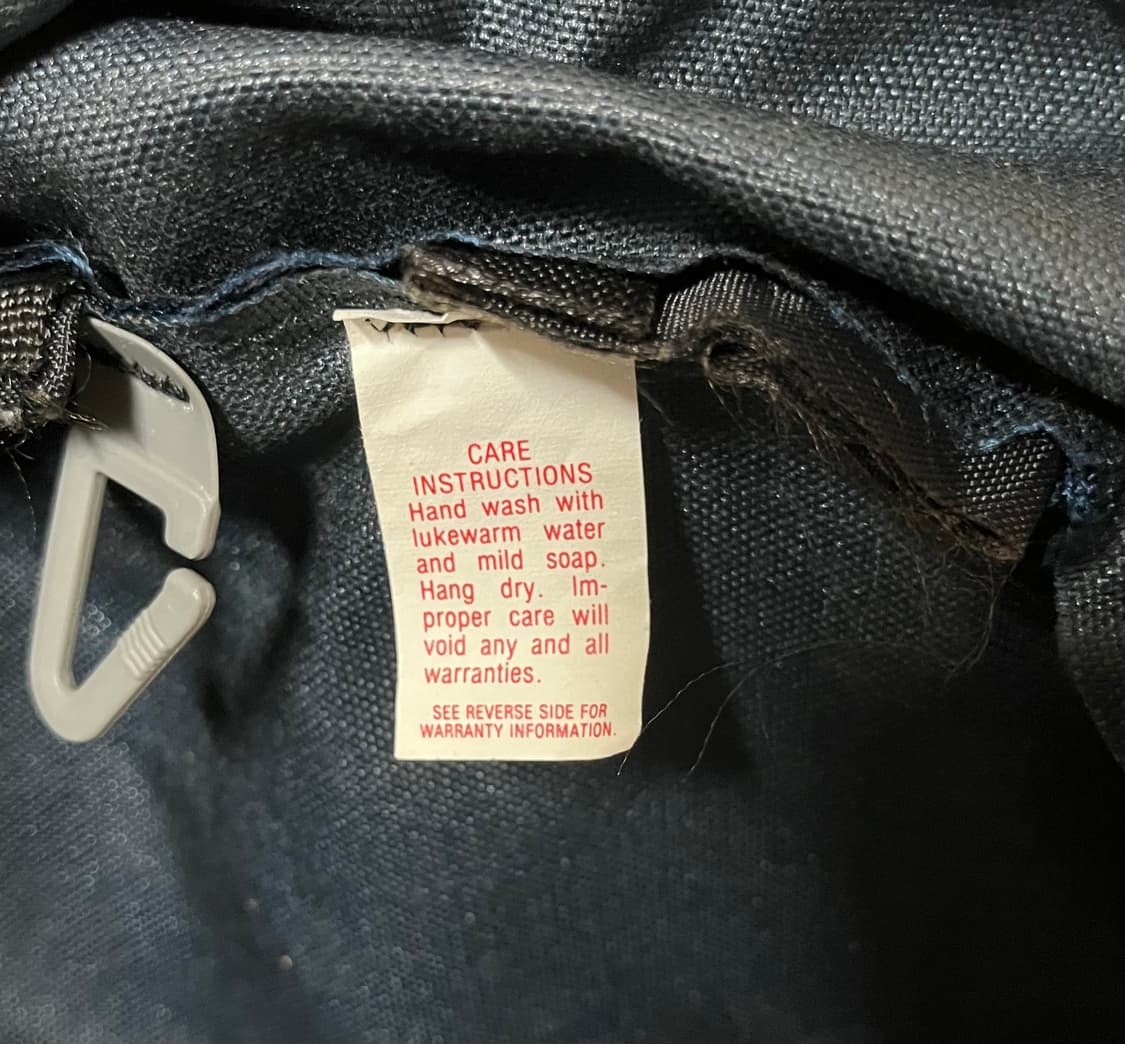 CARE
INSTRUCTIONS
Hand wash with
lukewarm water
and mild soap.
Hang dry. Im-
proper care will
void any and all
warranties.
SEE REVERSE SIDE FOR
WARRANTY INFORMATION.